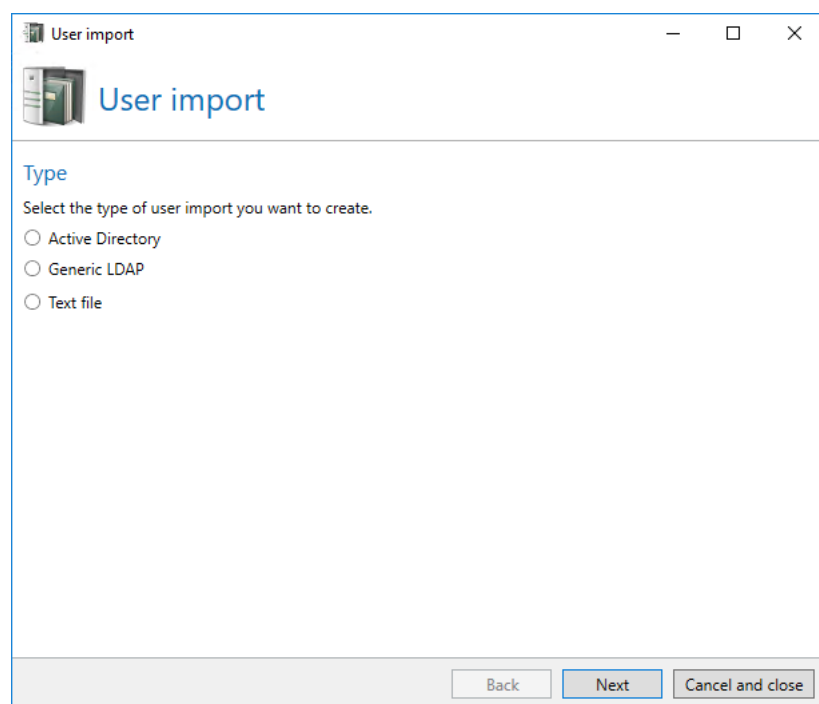 User import
User import
Type
Select the type of user import you want to create.
Active Directory
Generic LDAP
Text file
Back Next Cancel and close